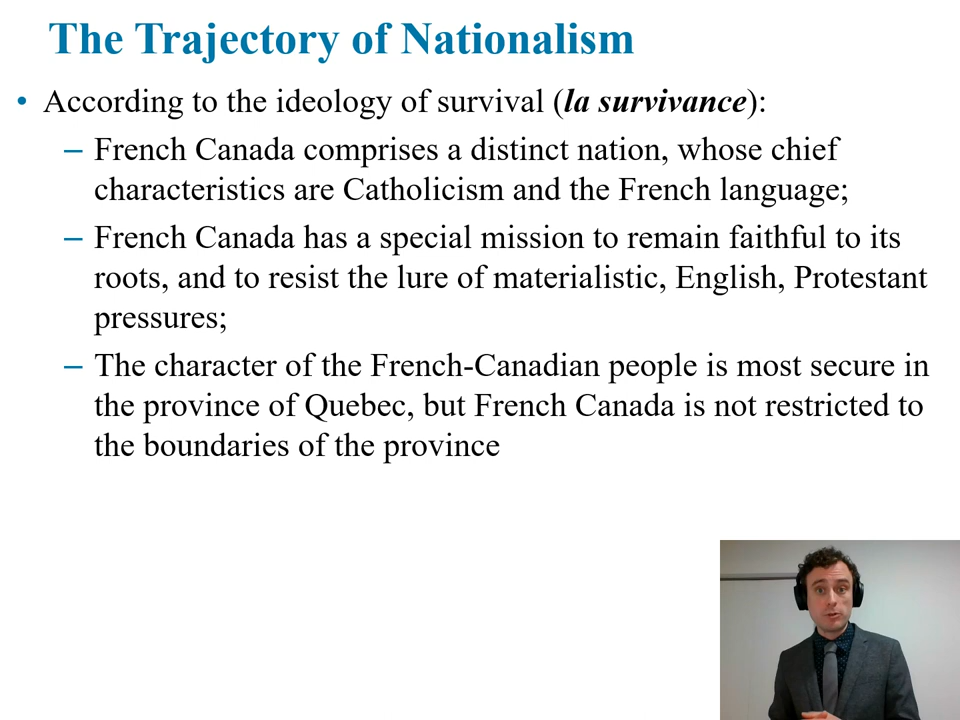 The Trajectory of Nationalism
• According to the ideology of survival (la survivance):
– French Canada comprises a distinct nation, whose chief
characteristics are Catholicism and the French language;
– French Canada has a special mission to remain faithful to its
roots, and to resist the lure of materialistic, English, Protestant
pressures;
– The character of the French-Canadian people is most secure in
the province of Quebec, but French Canada is not restricted to
the boundaries of the province